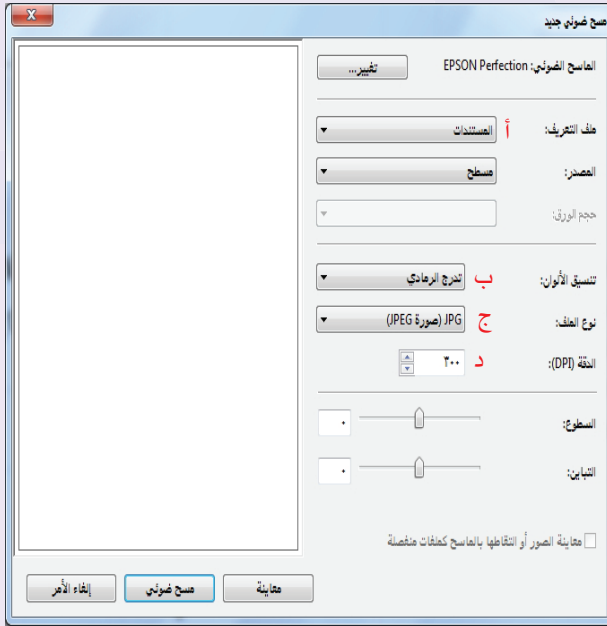 مسح ضوئي جديد
الماسح الضوئي: EPSON Perfection تغيير...
ملف التعريف: أ المستندات
المصدر: مسطح
حجم الورق:
تنسيق الألوان: ب تدرج الرمادي
نوع الملف: ج JPG (صورة JPEG)
الدقة (DPI): د ٣٠٠
السطوع: ٠
التباين: ٠
معاينة الصور أو التقاطها بالماسح كملفات منفصلة
معاينة مسح ضوئي إلغاء الأمر